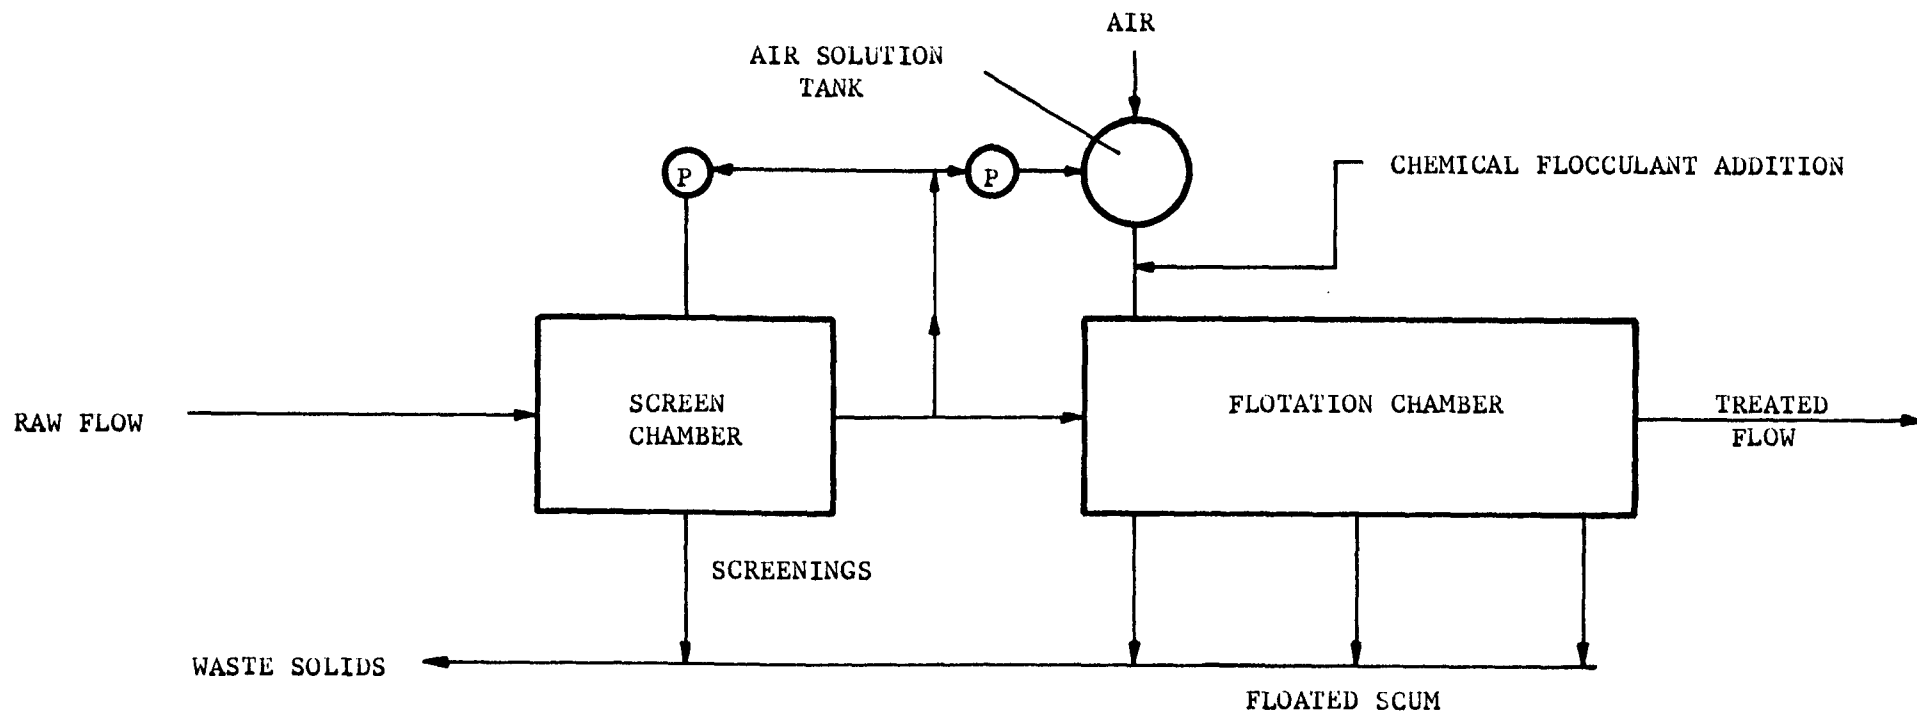 AIR
AIR SOLUTION
TANK
P
P
CHEMICAL FLOCCULANT ADDITION
RAW FLOW
SCREEN
CHAMBER
FLOTATION CHAMBER
TREATED
FLOW
SCREENINGS
WASTE SOLIDS
FLOATED SCUM